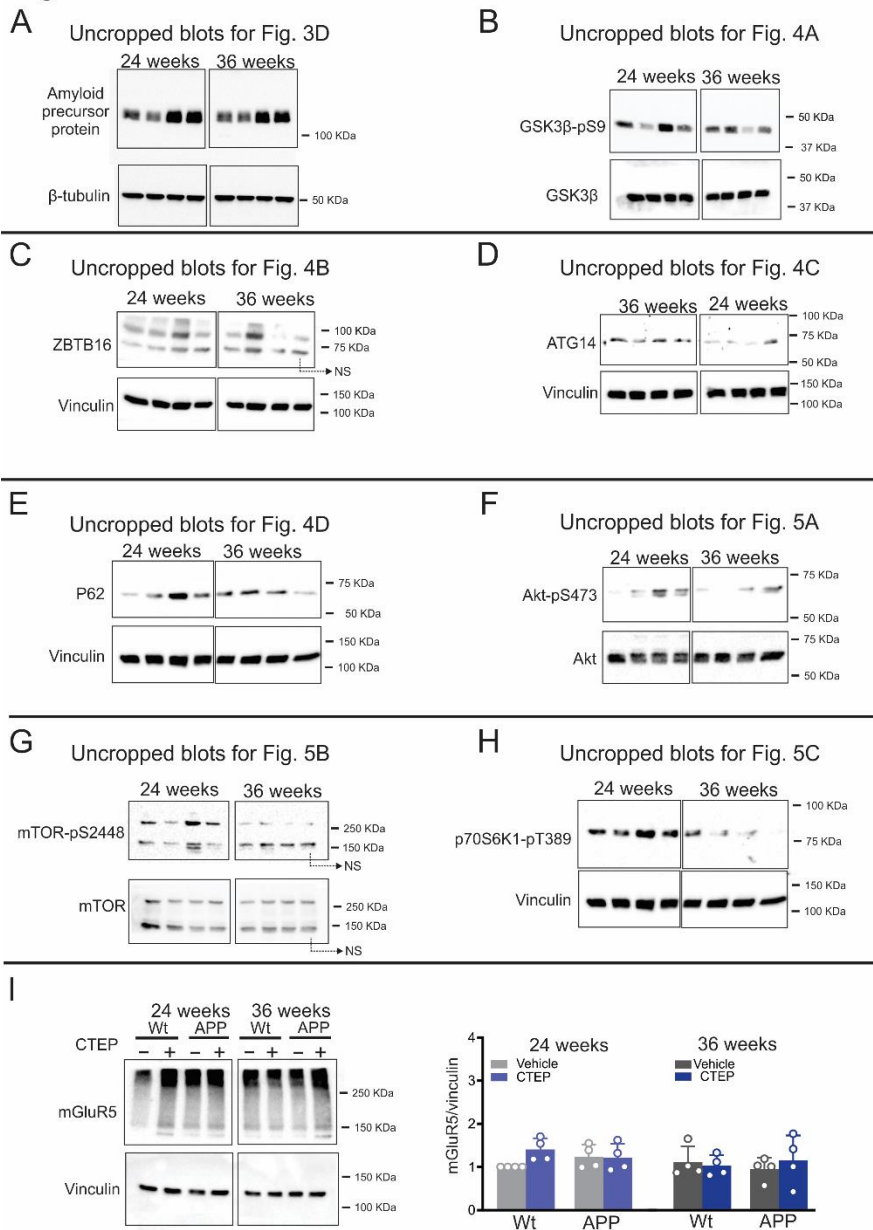 A
Uncropped blots for Fig. 3D
24 weeks 36 weeks
Amyloid
precursor
protein
100 KDa
β-tubulin
50 KDa
B
Uncropped blots for Fig. 4A
24 weeks 36 weeks
GSK3β-pS9
50 KDa
37 KDa
GSK3β
50 KDa
37 KDa
C
Uncropped blots for Fig. 4B
24 weeks 36 weeks
ZBTB16
100 KDa
75 KDa
NS
Vinculin
150 KDa
100 KDa
D
Uncropped blots for Fig. 4C
36 weeks 24 weeks
ATG14
100 KDa
75 KDa
50 KDa
Vinculin
150 KDa
100 KDa
E
Uncropped blots for Fig. 4D
24 weeks 36 weeks
P62
75 KDa
50 KDa
Vinculin
150 KDa
100 KDa
F
Uncropped blots for Fig. 5A
24 weeks 36 weeks
Akt-pS473
75 KDa
50 KDa
Akt
75 KDa
50 KDa
G
Uncropped blots for Fig. 5B
24 weeks 36 weeks
mTOR-pS2448
250 KDa
150 KDa
NS
mTOR
250 KDa
150 KDa
NS
H
Uncropped blots for Fig. 5C
24 weeks 36 weeks
p70S6K1-pT389
100 KDa
75 KDa
Vinculin
150 KDa
100 KDa
I
24 weeks 36 weeks
Wt APP Wt APP
CTEP − + − + − + − +
mGluR5
250 KDa
150 KDa
Vinculin
150 KDa
100 KDa
mGluR5/vinculin
4
3
2
1
0
24 weeks 36 weeks
Vehicle Vehicle
CTEP CTEP
Wt APP Wt APP